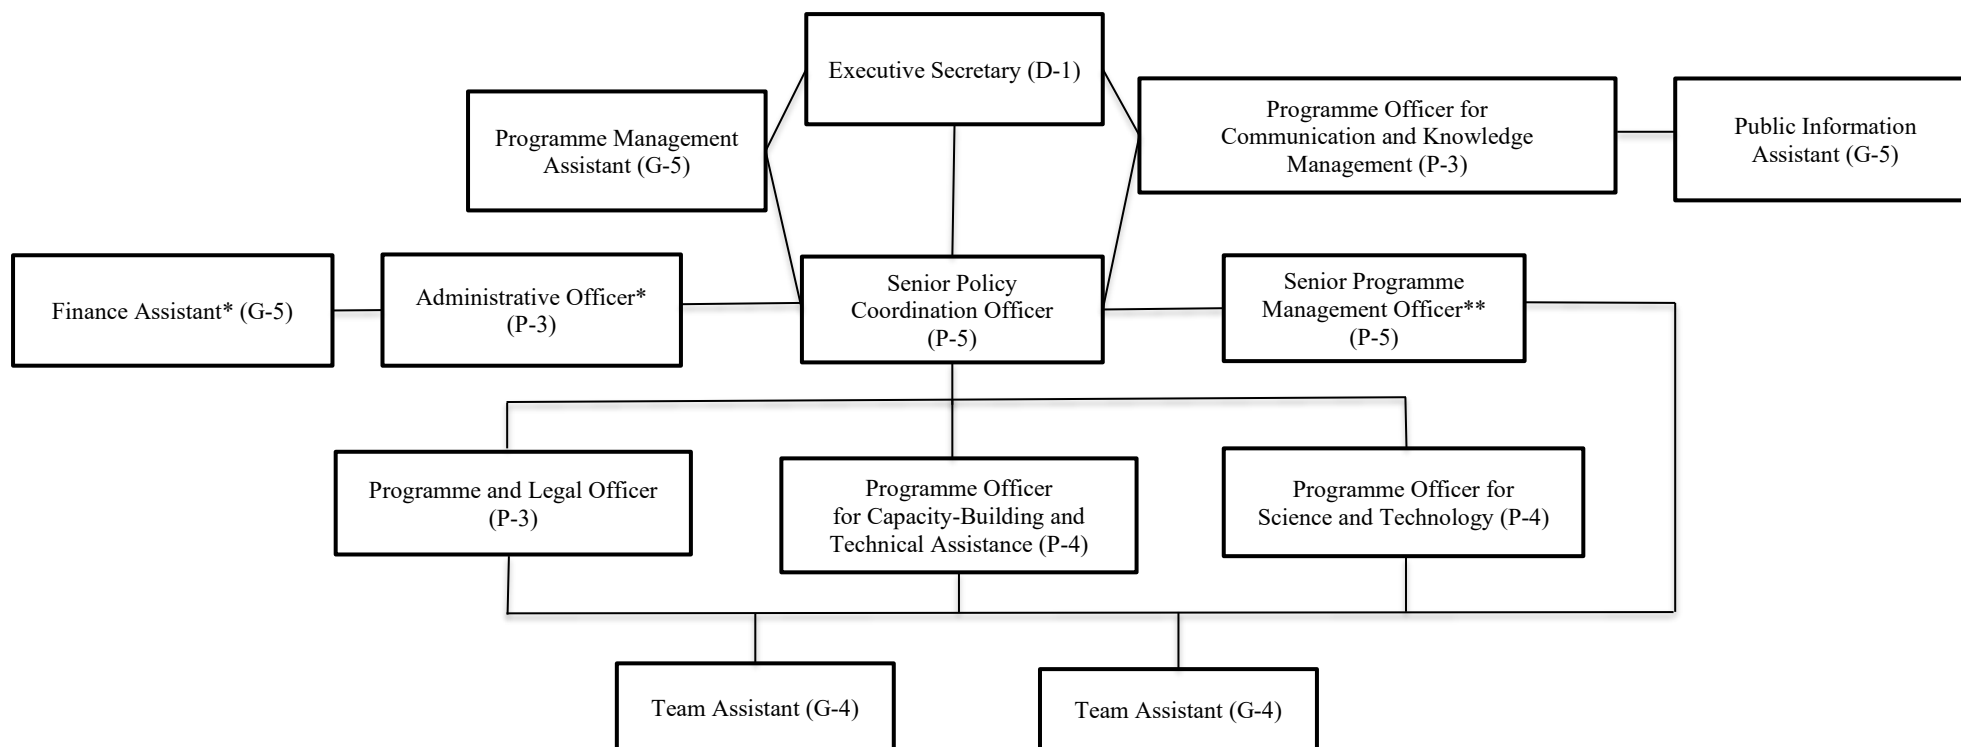 Executive Secretary (D-1)
Programme Management
Assistant (G-5)
Programme Officer for
Communication and Knowledge
Management (P-3)
Public Information
Assistant (G-5)
Finance Assistant* (G-5)
Administrative Officer*
(P-3)
Senior Policy
Coordination Officer
(P-5)
Senior Programme
Management Officer**
(P-5)
Programme and Legal Officer
(P-3)
Programme Officer
for Capacity-Building and
Technical Assistance (P-4)
Programme Officer for
Science and Technology (P-4)
Team Assistant (G-4)
Team Assistant (G-4)